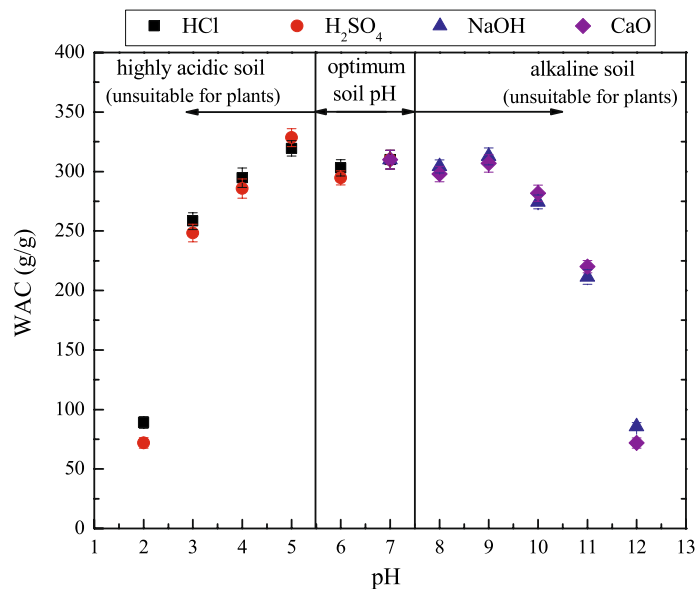 HCl H₂SO₄ NaOH CaO
400
350
300
250
200
150
100
50
0
WAC (g/g)
highly acidic soil
(unsuitable for plants)
optimum
soil pH
alkaline soil
(unsuitable for plants)
1 2 3 4 5 6 7 8 9 10 11 12 13
pH